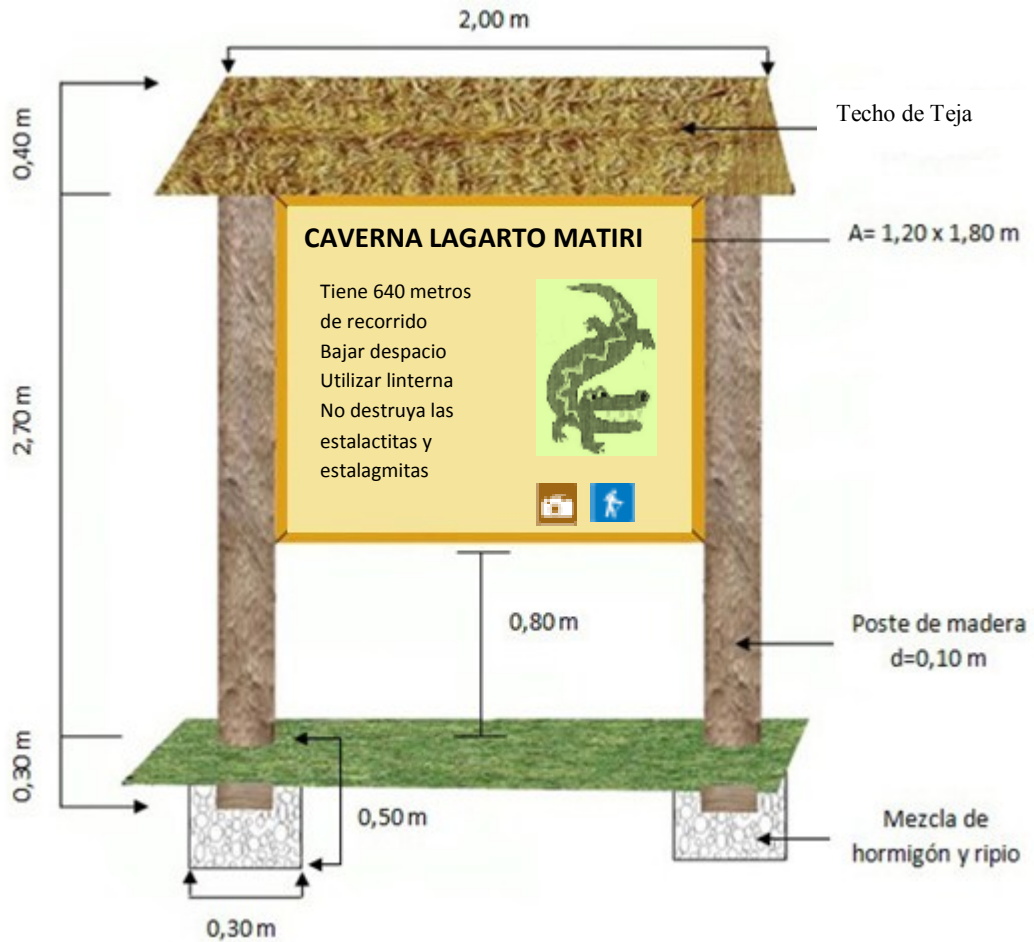 2,00 m
0,40 m
Techo de Teja
CAVERNA LAGARTO MATIRI
A= 1,20 x 1,80 m
Tiene 640 metros
de recorrido
Bajar despacio
Utilizar linterna
No destruya las
estalactitas y
estalagmitas
2,70 m
0,80 m
Poste de madera
d=0,10 m
0,30 m
0,50 m
Mezcla de
hormigón y ripio
0,30 m